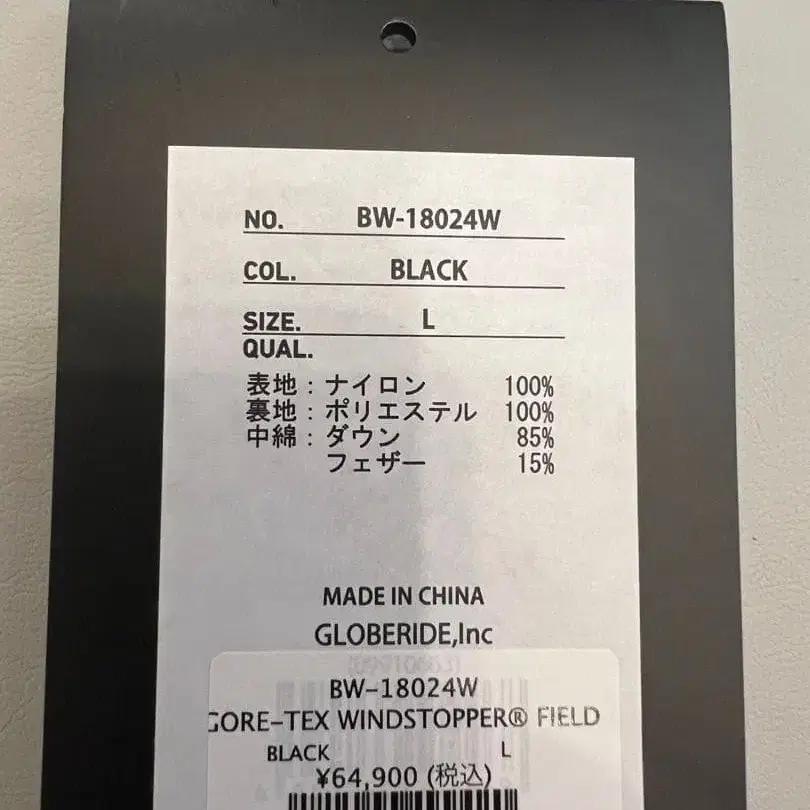 NO. BW-18024W
COL. BLACK
SIZE. L
QUAL.
表地：ナイロン 100%
裏地：ポリエステル 100%
中綿：ダウン 85%
フェザー 15%
MADE IN CHINA
GLOBERIDE,Inc
BW-18024W
GORE-TEX WINDSTOPPER® FIELD
BLACK L
¥64,900 (税込)